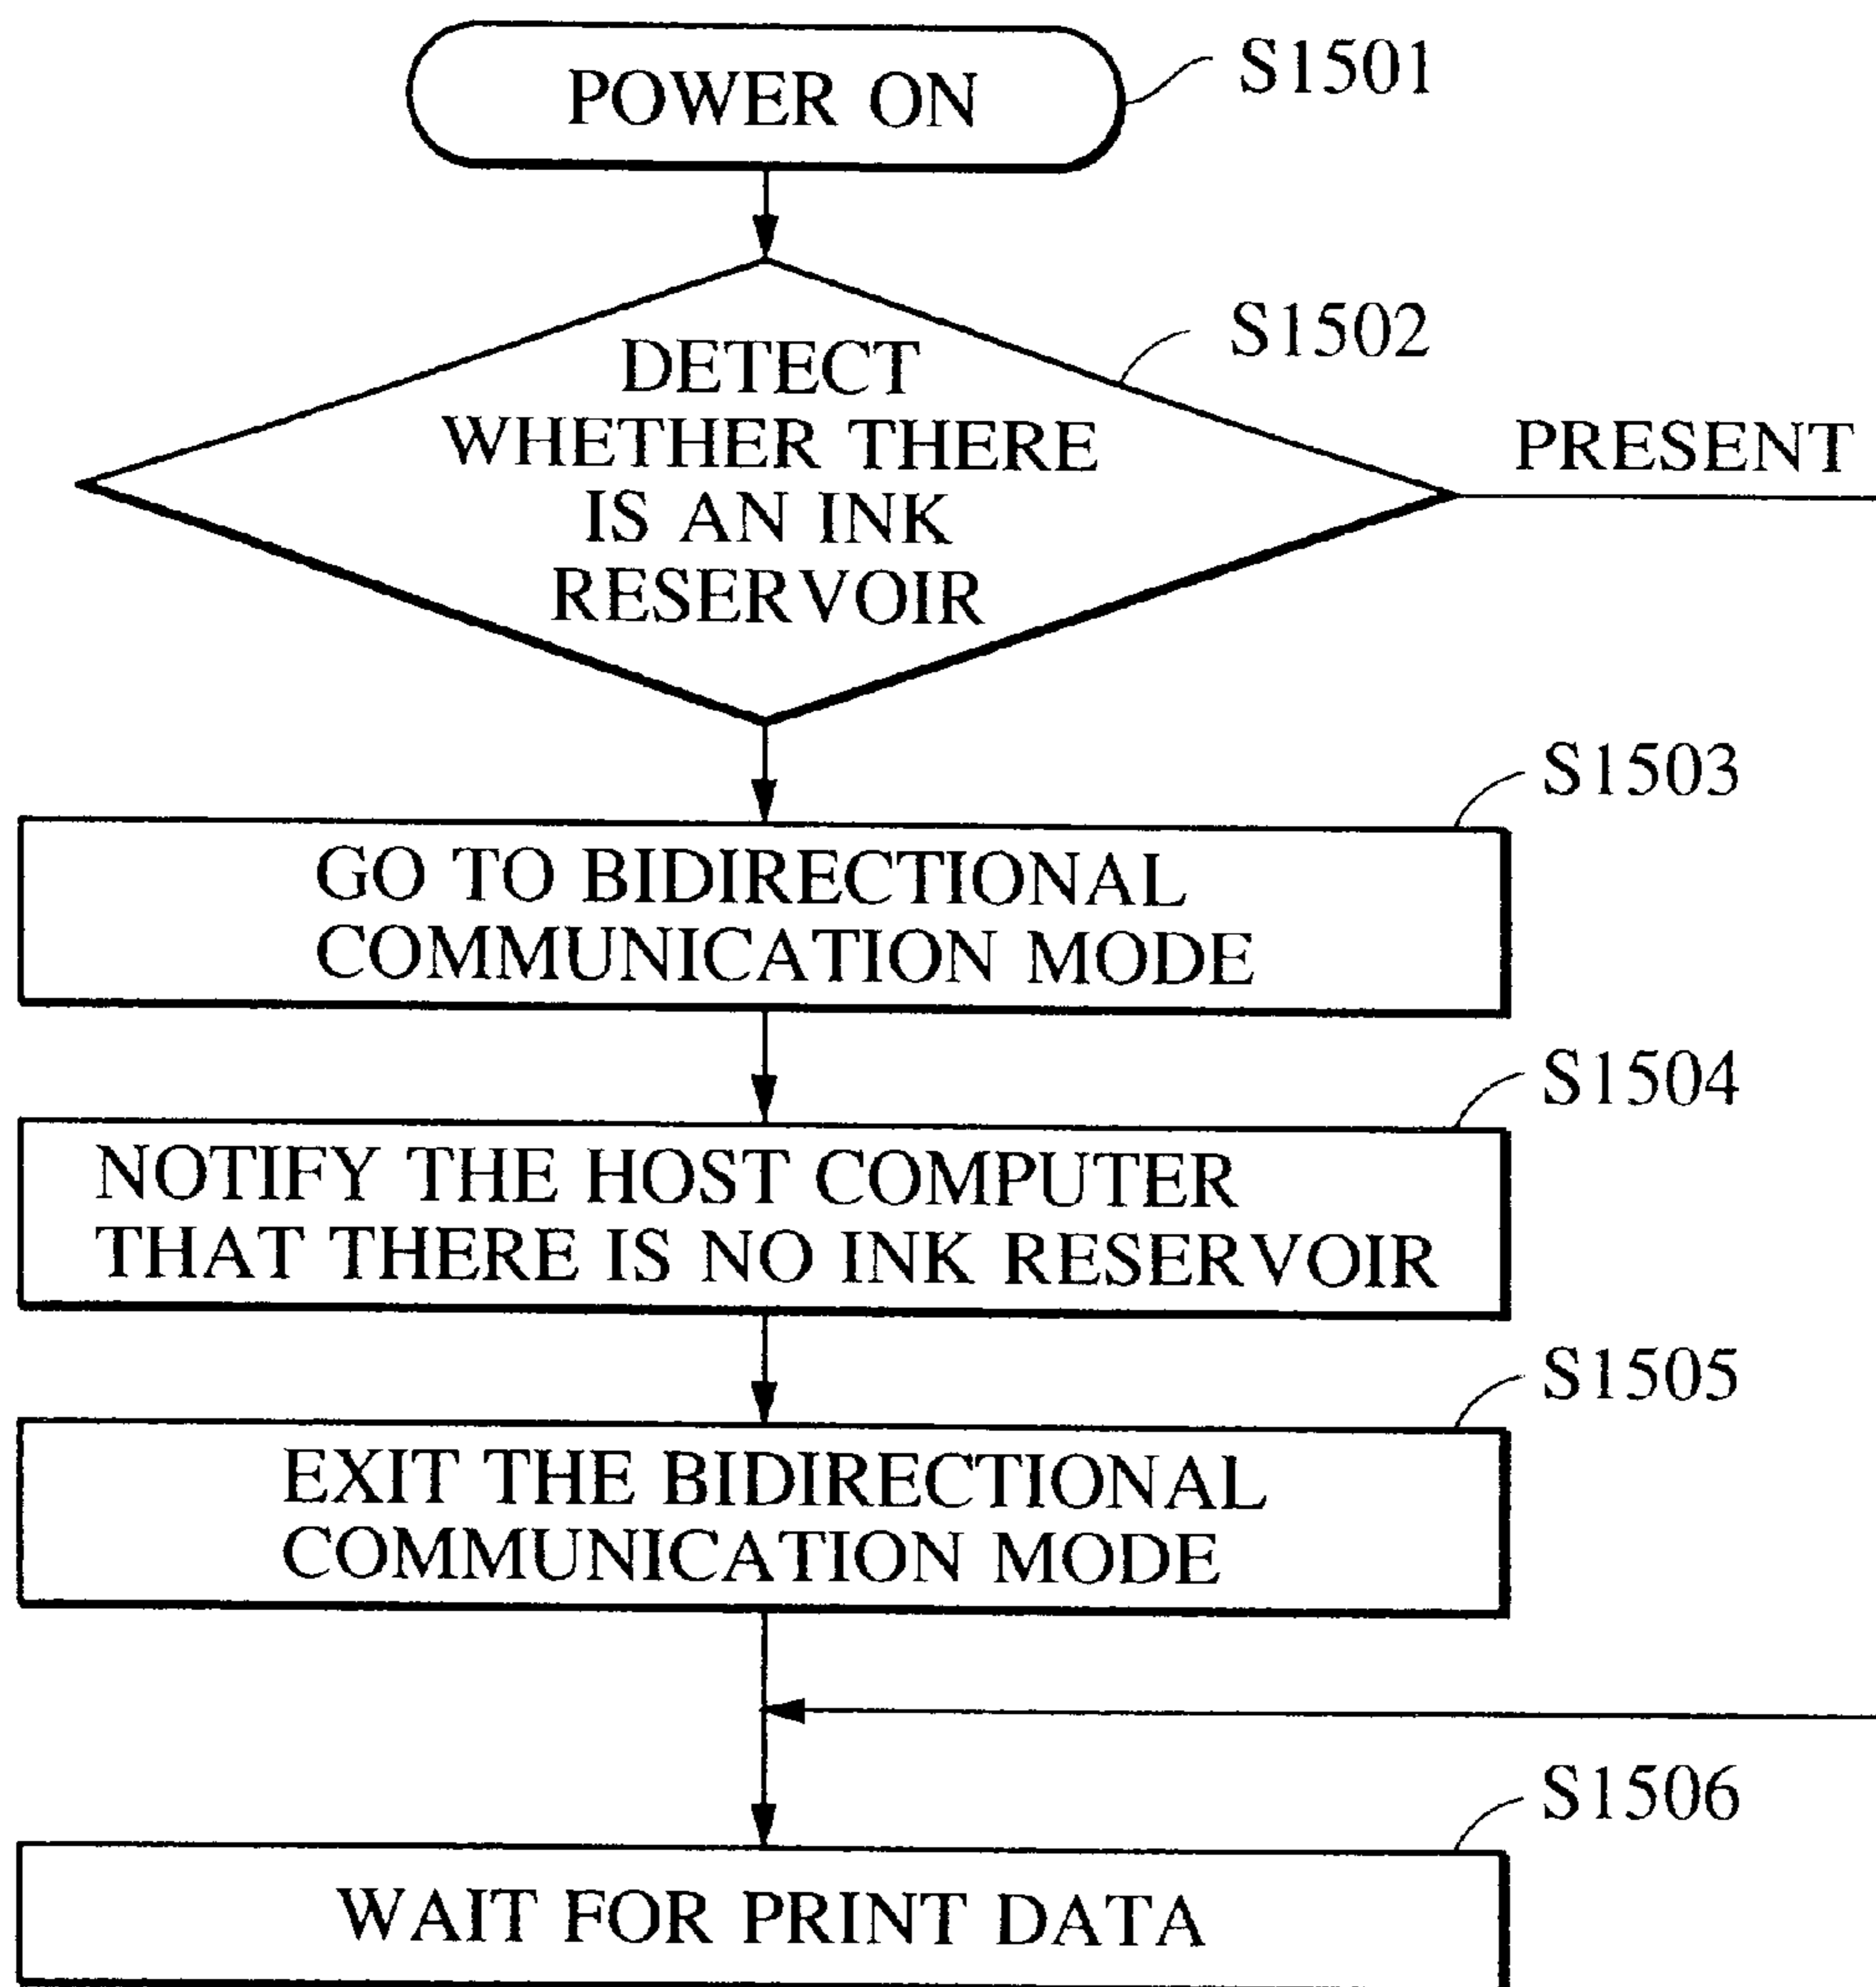 POWER ON
S1501
DETECT
WHETHER THERE
IS AN INK
RESERVOIR
S1502
PRESENT
S1503
GO TO BIDIRECTIONAL
COMMUNICATION MODE
S1504
NOTIFY THE HOST COMPUTER
THAT THERE IS NO INK RESERVOIR
S1505
EXIT THE BIDIRECTIONAL
COMMUNICATION MODE
S1506
WAIT FOR PRINT DATA